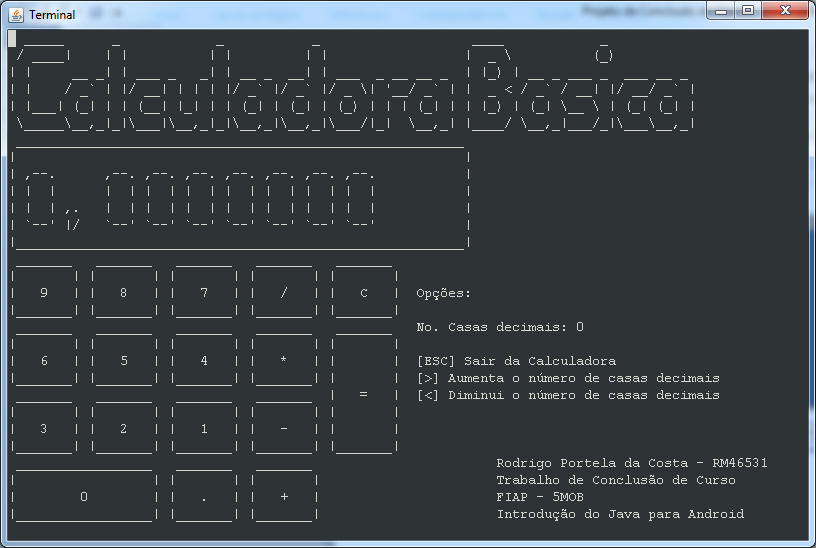 Terminal
Calculadora Basica
0,0000000
9 8 7 / C
Opções:
No. Casas decimais: 0
6 5 4 *
[ESC] Sair da Calculadora
[>] Aumenta o número de casas decimais
=
[<] Diminui o número de casas decimais
3 2 1 -
0 . +
Rodrigo Portela da Costa - RM46531
Trabalho de Conclusão de Curso
FIAP - 5MOB
Introdução do Java para Android